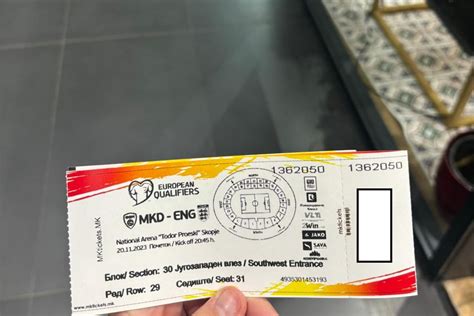 1362050
1362050
EUROPEAN
QUALIFIERS
MKD - ENG
National Arena "Todor Proeski" Skopje
20.11.2023 Почеток / Kick off 20:45 h.
Блок/ Section: 30 Југозападен влез / Southwest Entrance
Ред/ Row: 29 Седиште/ Seat: 31
4935301453193
MKtickets.MK
www.mktickets.mk
mktickets
JAKO
SAVA